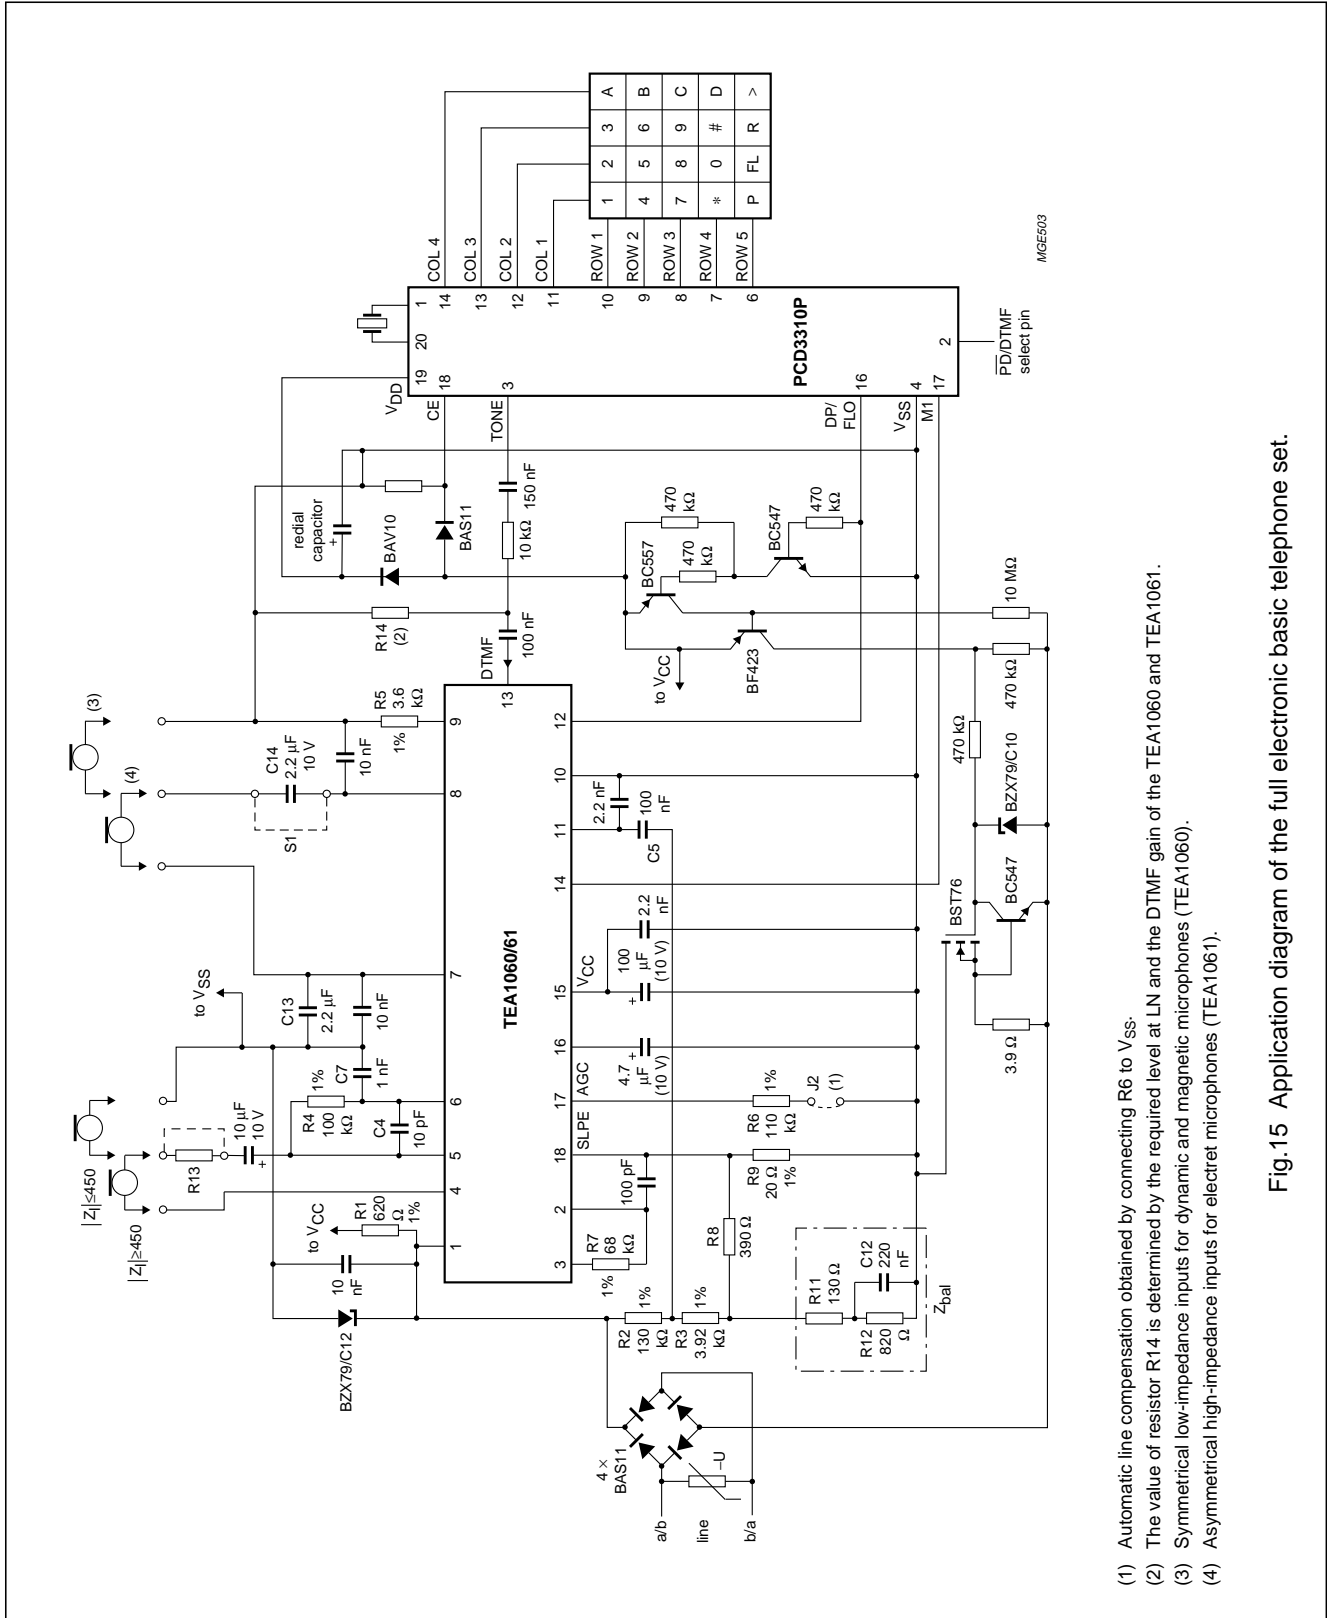 (3)
(4)
|Zl|≤450
|Zl|≥450
to VSS
to VCC
R13
10 µF
10 V
+
C14
2.2 µF
10 V
S1
10 nF
R5
3.6
kΩ
1%
C13
2.2 µF
10 nF
C7
1 nF
R4
100
kΩ
1%
C4
10 pF
R1
620
Ω
1%
10
nF
BZX79/C12
R14
(2)
redial
capacitor
+
BAV10
BAS11
VDD
CE
TONE
10 kΩ
150 nF
DTMF
100 nF
1
20
19
18
3
14
13
12
11
10
9
8
7
6
16
4
17
2
PCD3310P
COL 4
COL 3
COL 2
COL 1
ROW 1
ROW 2
ROW 3
ROW 4
ROW 5
1 2 3 A
4 5 6 B
7 8 9 C
* 0 # D
P FL R >
DP/
FLO
VSS
M1
PD/DTMF
select pin
MGE503
TEA1060/61
1
4
5
6
7
8
9
13
3
2
18
17
16
15
14
11
10
12
SLPE
AGC
VCC
R7
68
kΩ
1%
100 pF
4.7
µF
(10 V)
+
100
µF
(10 V)
+
2.2
nF
2.2 nF
100
nF
C5
to VCC
BC557
BF423
470
kΩ
470
kΩ
BC547
470
kΩ
4 ×
BAS11
a/b
line
b/a
–U
R2
130
kΩ
1%
R3
3.92
kΩ
1%
R8
390 Ω
R9
20 Ω
1%
R6
110
kΩ
1%
J2
(1)
R11
130 Ω
R12
820
Ω
C12
220
nF
Zbal
BST76
BC547
3.9 Ω
BZX79/C10
470 kΩ
470 kΩ
10 MΩ
(1) Automatic line compensation obtained by connecting R6 to VSS.
(2) The value of resistor R14 is determined by the required level at LN and the DTMF gain of the TEA1060 and TEA1061.
(3) Symmetrical low-impedance inputs for dynamic and magnetic microphones (TEA1060).
(4) Asymmetrical high-impedance inputs for electret microphones (TEA1061).
Fig.15 Application diagram of the full electronic basic telephone set.